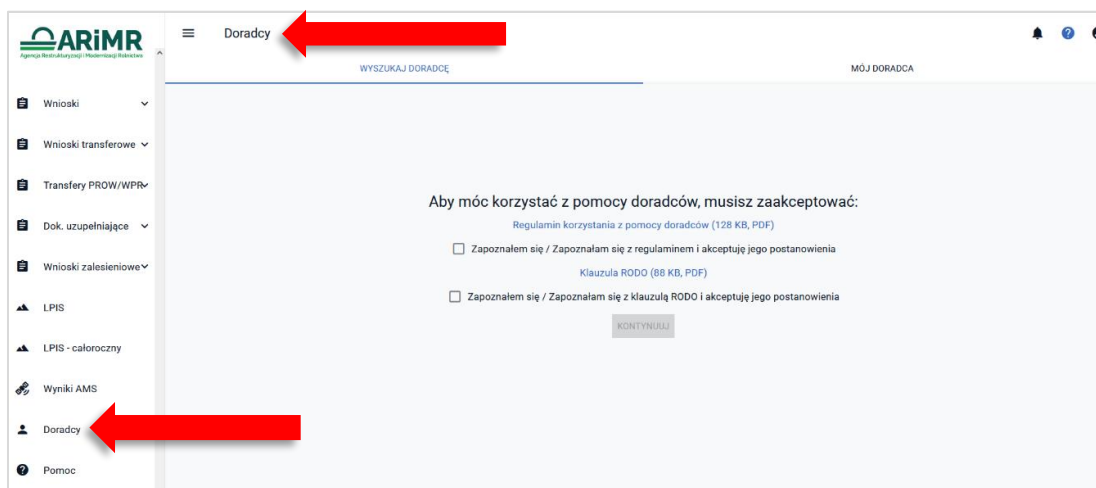 ARiMR
Agencja Restrukturyzacji i Modernizacji Rolnictwa
Doradcy
WYSZUKAJ DORADCĘ
MÓJ DORADCA
Wnioski
Wnioski transferowe
Transfery PROW/WPR
Dok. uzupełniające
Wnioski zalesieniowe
LPIS
LPIS - całoroczny
Wyniki AMS
Doradcy
Pomoc
Aby móc korzystać z pomocy doradców, musisz zaakceptować:
Regulamin korzystania z pomocy doradców (128 KB, PDF)
Zapoznałem się / Zapoznałam się z regulaminem i akceptuję jego postanowienia
Klauzula RODO (88 KB, PDF)
Zapoznałem się / Zapoznałam się z klauzulą RODO i akceptuję jego postanowienia
KONTYNUUJ